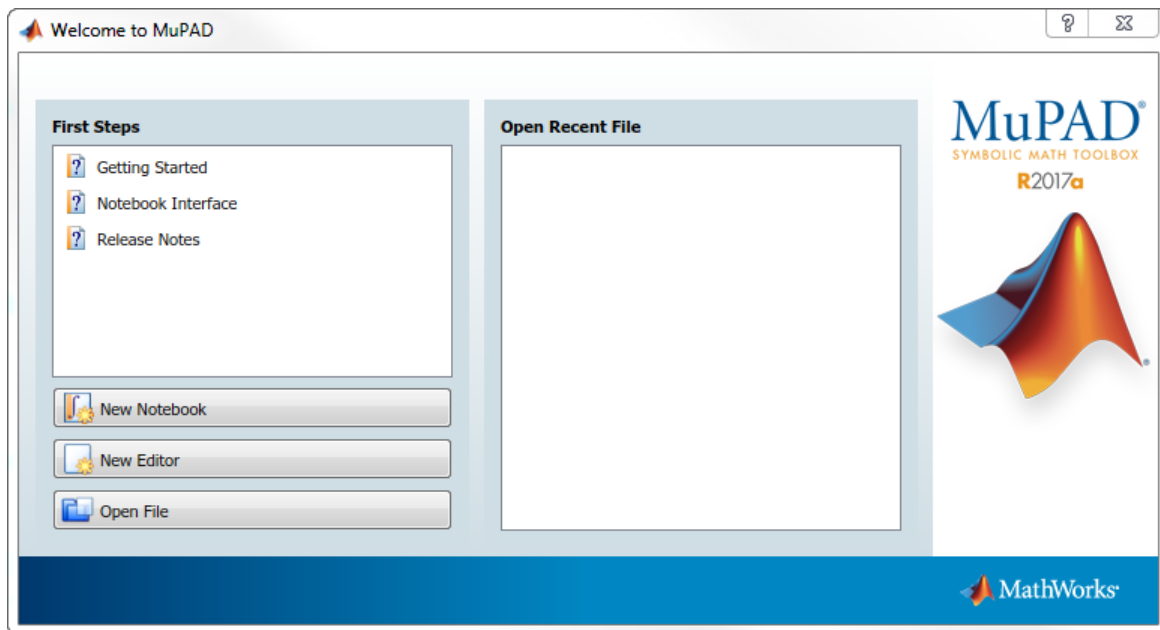 Welcome to MuPAD
First Steps
Getting Started
Notebook Interface
Release Notes
New Notebook
New Editor
Open File
Open Recent File
MuPAD®
SYMBOLIC MATH TOOLBOX
R2017a
®
MathWorks®